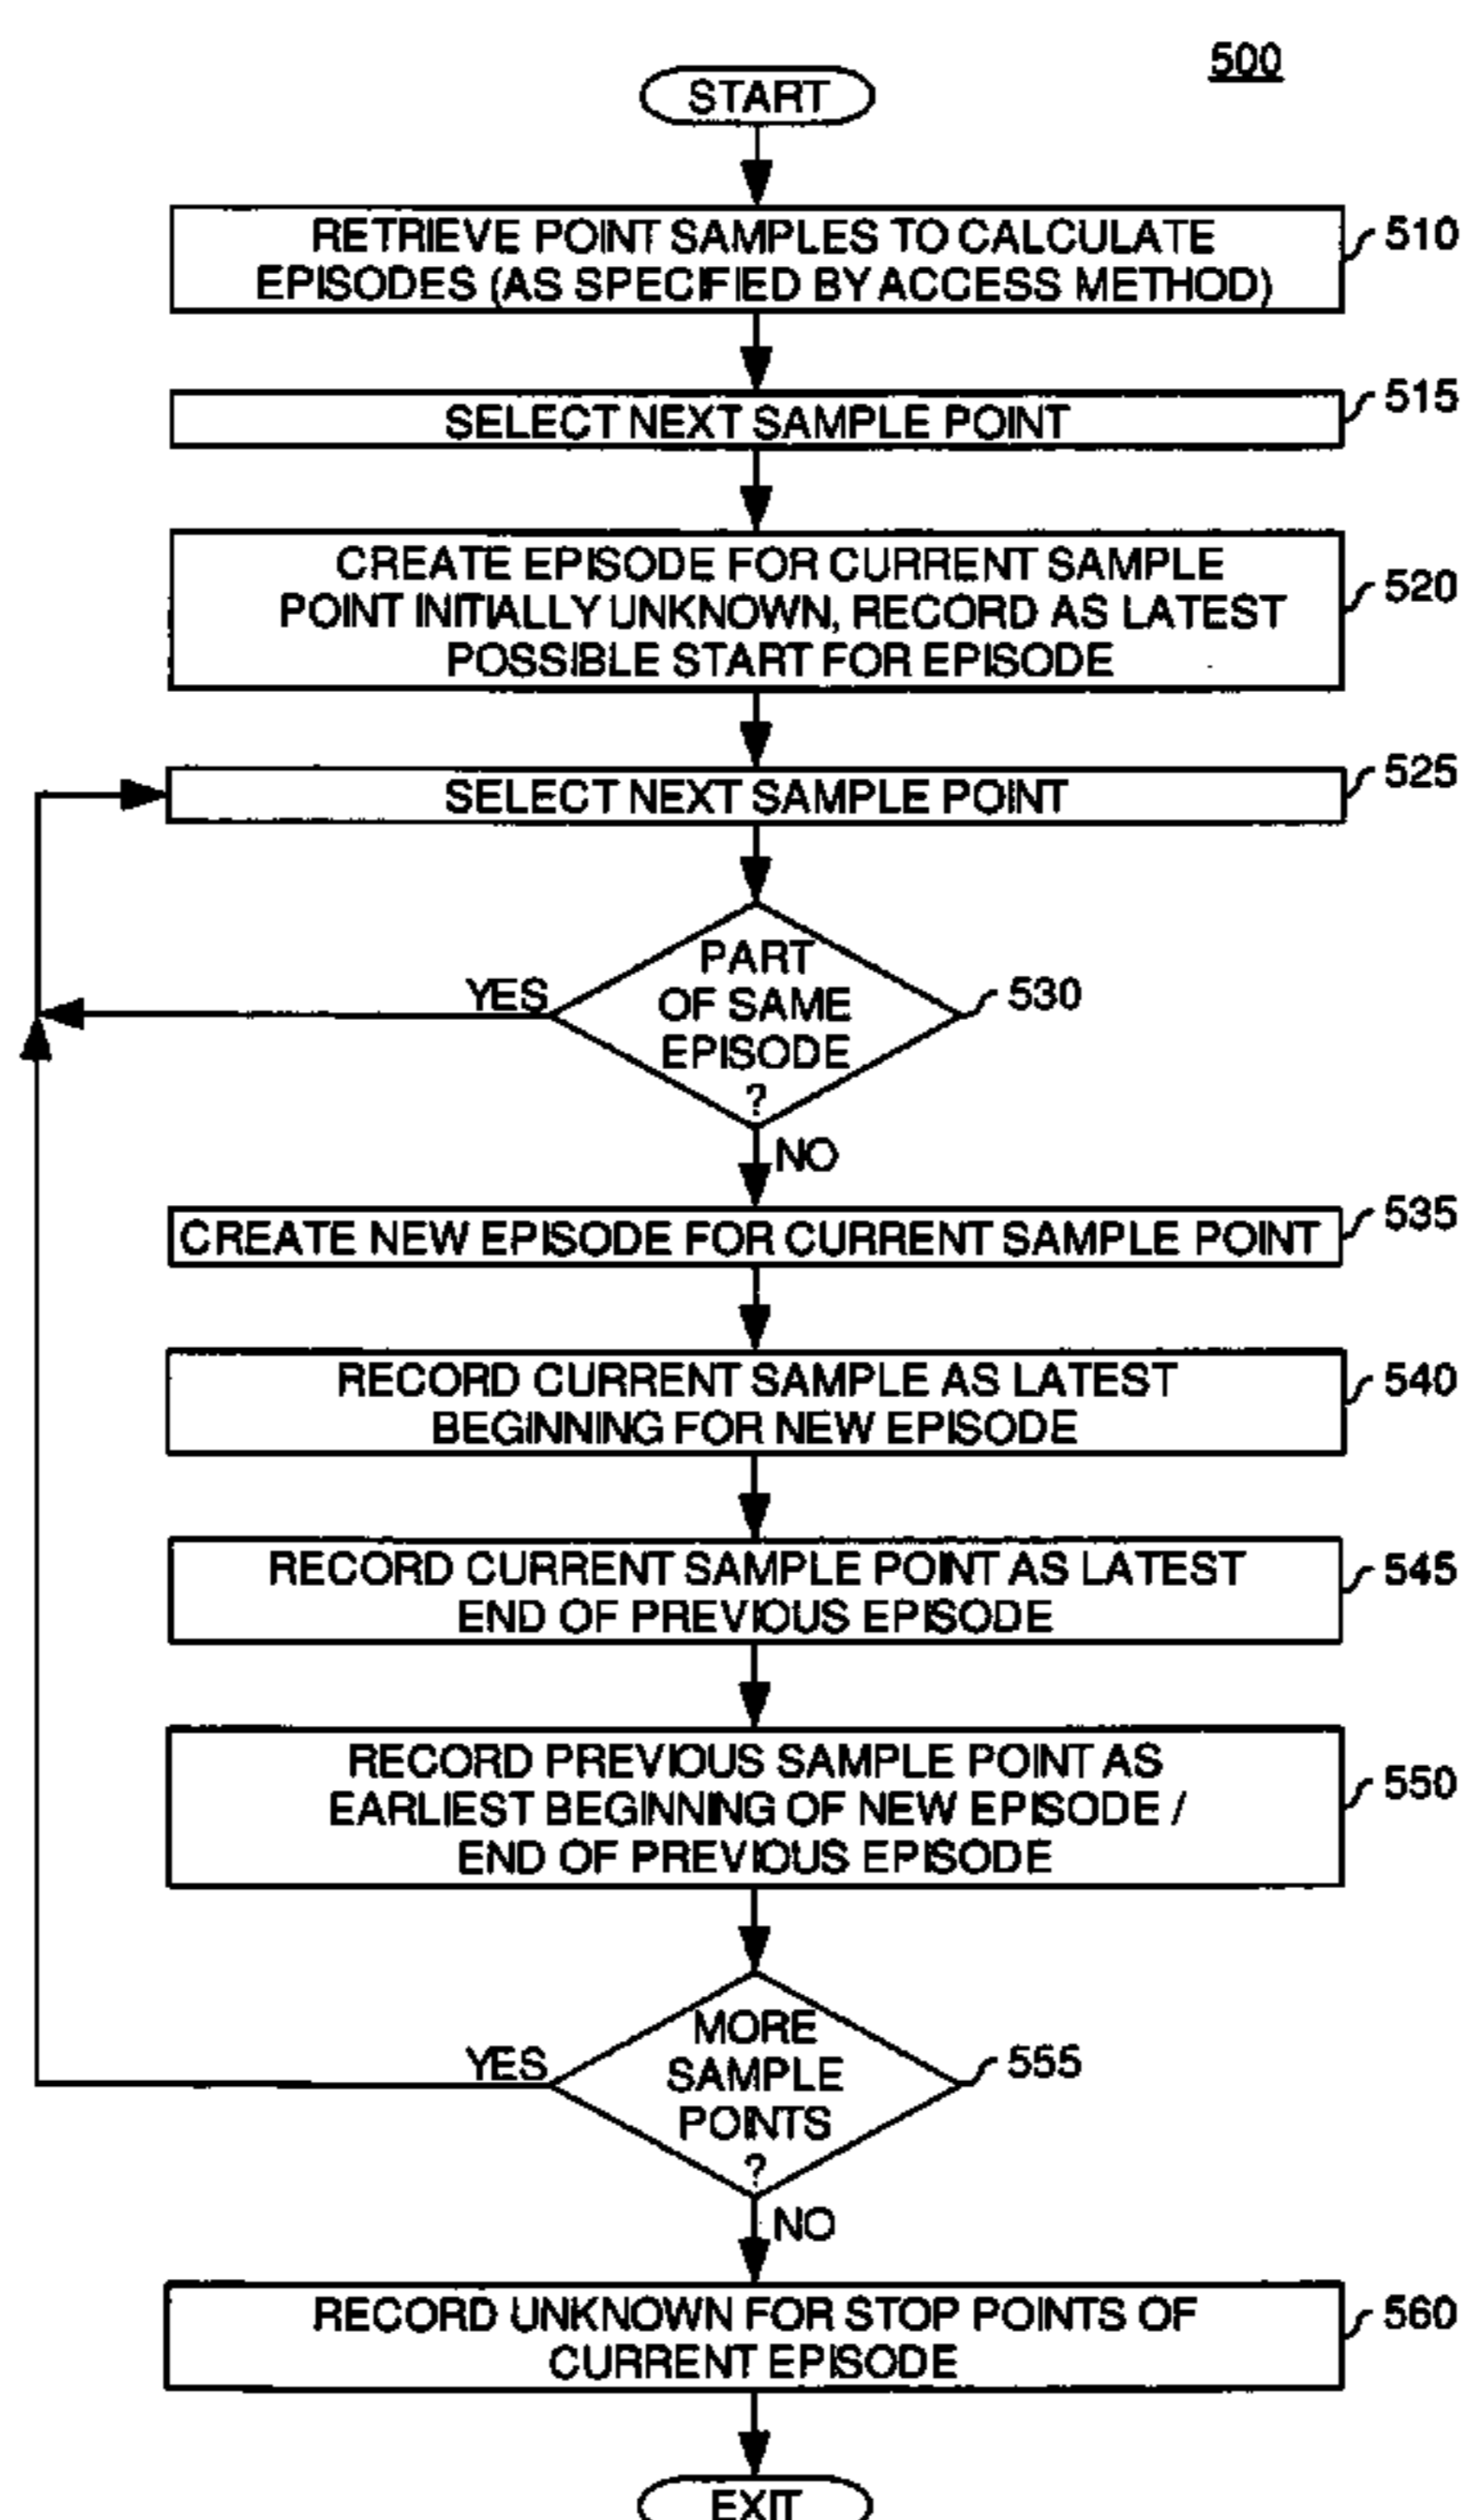 500
START
RETRIEVE POINT SAMPLES TO CALCULATE
EPISODES (AS SPECIFIED BY ACCESS METHOD)
510
SELECT NEXT SAMPLE POINT
515
CREATE EPISODE FOR CURRENT SAMPLE
POINT INITIALLY UNKNOWN, RECORD AS LATEST
POSSIBLE START FOR EPISODE
520
SELECT NEXT SAMPLE POINT
525
PART
OF SAME
EPISODE
?
530
YES
NO
CREATE NEW EPISODE FOR CURRENT SAMPLE POINT
535
RECORD CURRENT SAMPLE AS LATEST
BEGINNING FOR NEW EPISODE
540
RECORD CURRENT SAMPLE POINT AS LATEST
END OF PREVIOUS EPISODE
545
RECORD PREVIOUS SAMPLE POINT AS
EARLIEST BEGINNING OF NEW EPISODE /
END OF PREVIOUS EPISODE
550
MORE
SAMPLE
POINTS
?
555
YES
NO
RECORD UNKNOWN FOR STOP POINTS OF
CURRENT EPISODE
560
EXIT